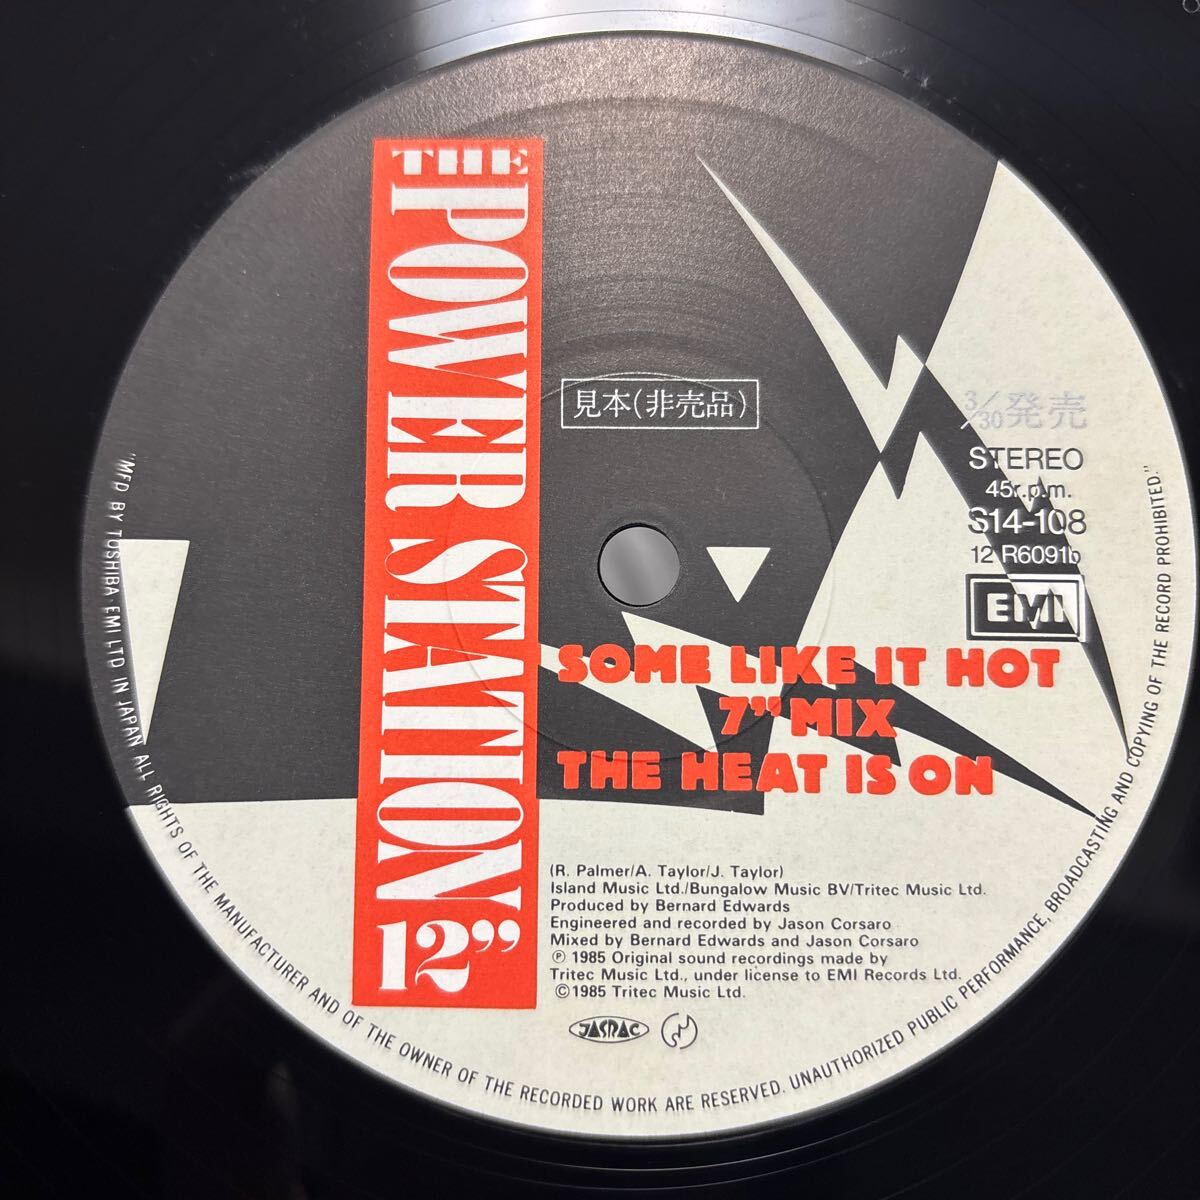 THE POWER STATION 12"
見本(非売品)
3/30発売
STEREO
45r.p.m.
S14-108
12 R6091b
EMI
SOME LIKE IT HOT
7" MIX
THE HEAT IS ON
(R. Palmer/A. Taylor/J. Taylor)
Island Music Ltd./Bungalow Music BV/Tritec Music Ltd.
Produced by Bernard Edwards
Engineered and recorded by Jason Corsaro
Mixed by Bernard Edwards and Jason Corsaro
Ⓟ 1985 Original sound recordings made by
Tritec Music Ltd., under license to EMI Records Ltd.
©1985 Tritec Music Ltd.
JASRAC
"MFD BY TOSHIBA·EMI LTD IN JAPAN ALL RIGHTS OF THE MANUFACTURER AND OF THE OWNER OF THE RECORDED WORK ARE RESERVED. UNAUTHORIZED PUBLIC PERFORMANCE, BROADCASTING AND COPYING OF THE RECORD PROHIBITED."